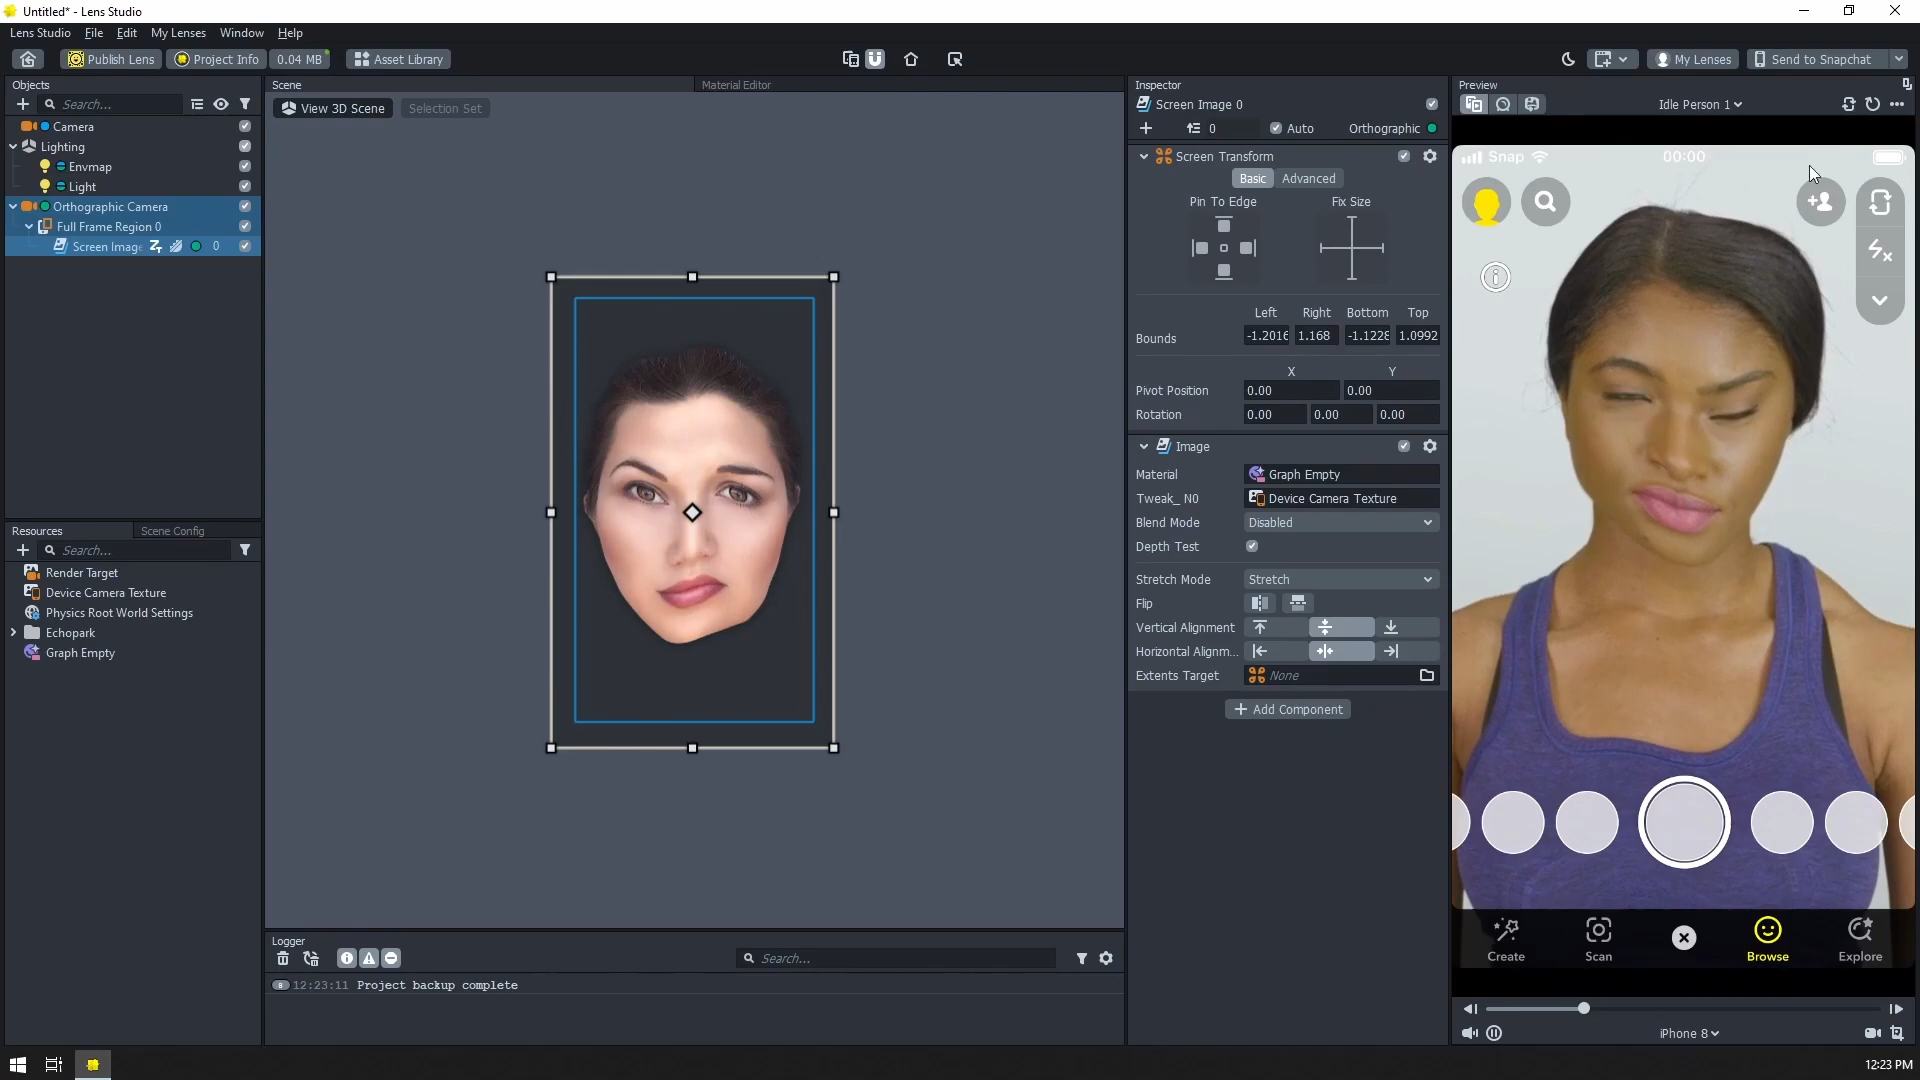 Untitled* - Lens Studio
Lens Studio File Edit My Lenses Window Help
Publish Lens Project Info 0.04 MB Asset Library My Lenses Send to Snapchat
Objects
Search...
Camera
Lighting
Envmap
Light
Orthographic Camera
Full Frame Region 0
Screen Imag 0
Resources Scene Config
Search...
Render Target
Device Camera Texture
Physics Root World Settings
Echopark
Graph Empty
Scene Material Editor
View 3D Scene Selection Set
Logger
Search...
12:23:11 Project backup complete
Inspector
Screen Image 0
0 Auto Orthographic
Screen Transform
Basic Advanced
Pin To Edge Fix Size
Left Right Bottom Top
Bounds -1.2016 1.168 -1.1228 1.0992
X Y
Pivot Position 0.00 0.00
Rotation 0.00 0.00 0.00
Image
Material Graph Empty
Tweak_N0 Device Camera Texture
Blend Mode Disabled
Depth Test
Stretch Mode Stretch
Flip
Vertical Alignment
Horizontal Alignm...
Extents Target None
Add Component
Preview
Idle Person 1
Snap 00:00
Create Scan Browse Explore
iPhone 8
12:23 PM